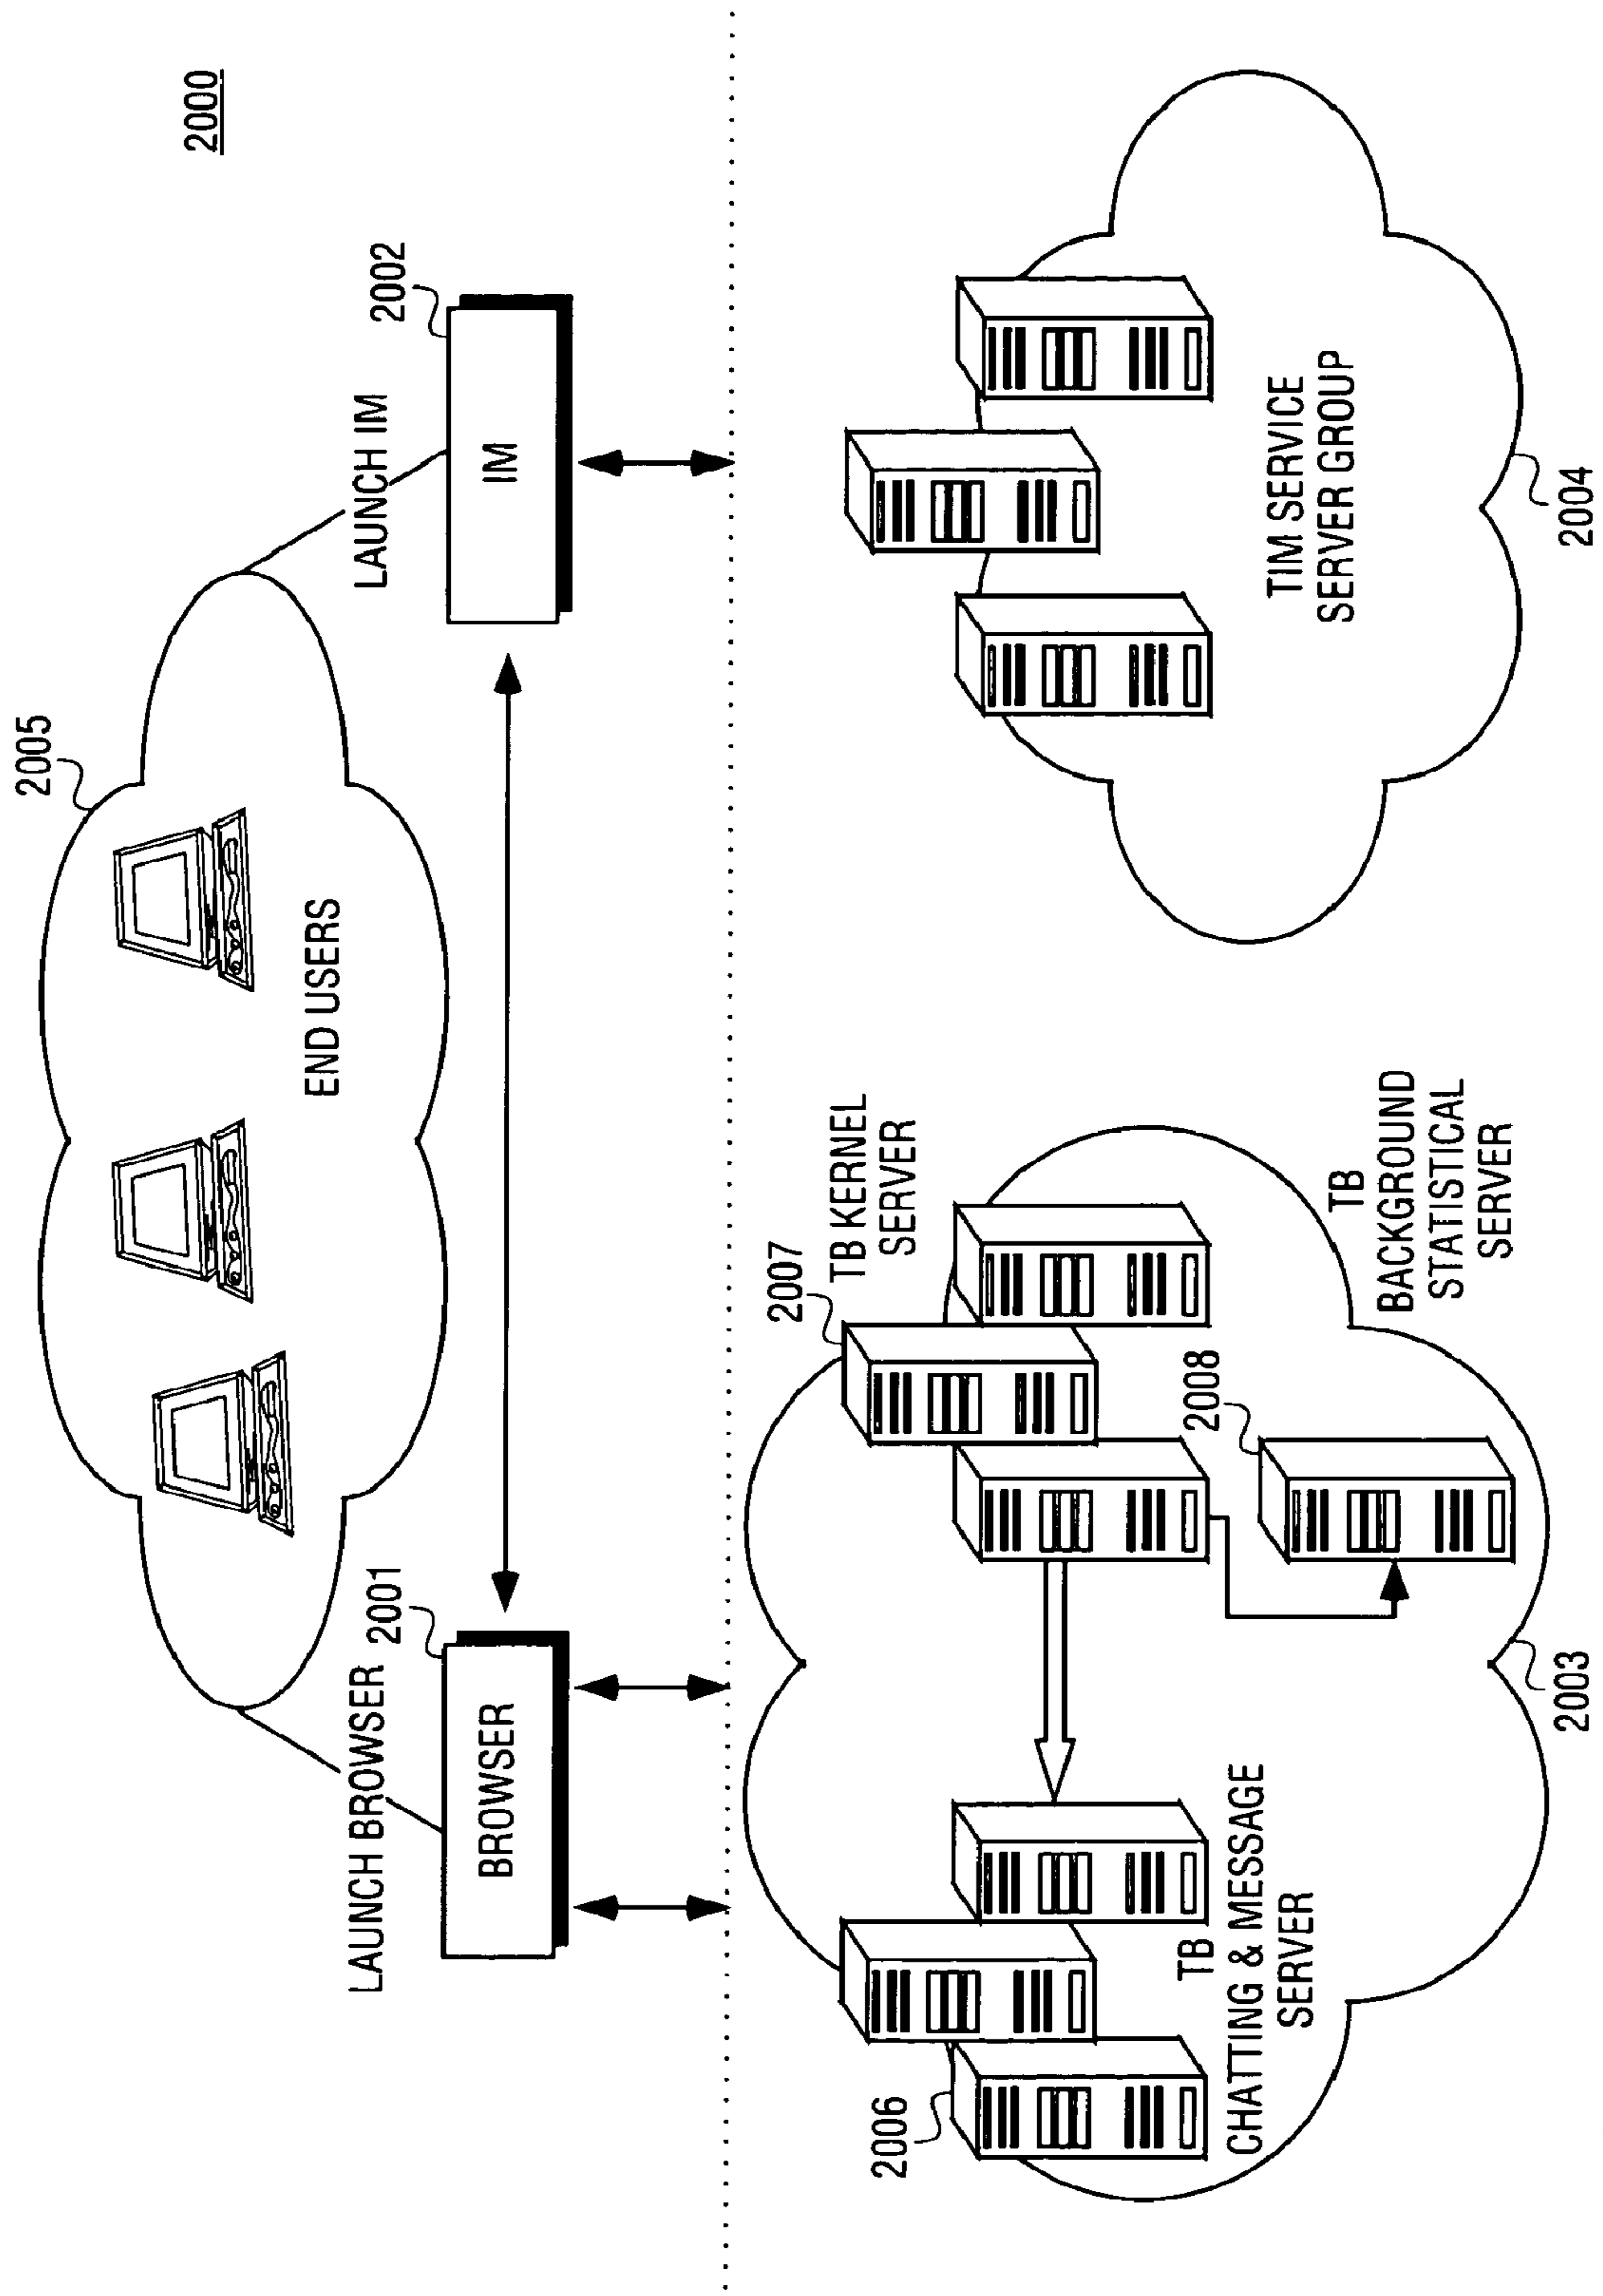 2000
2005
END USERS
LAUNCH BROWSER
2001
BROWSER
LAUNCH IM
2002
IM
2007
TB KERNEL
SERVER
2006
TB
CHATTING & MESSAGE
SERVER
2008
TB
BACKGROUND
STATISTICAL
SERVER
2003
TIM SERVICE
SERVER GROUP
2004